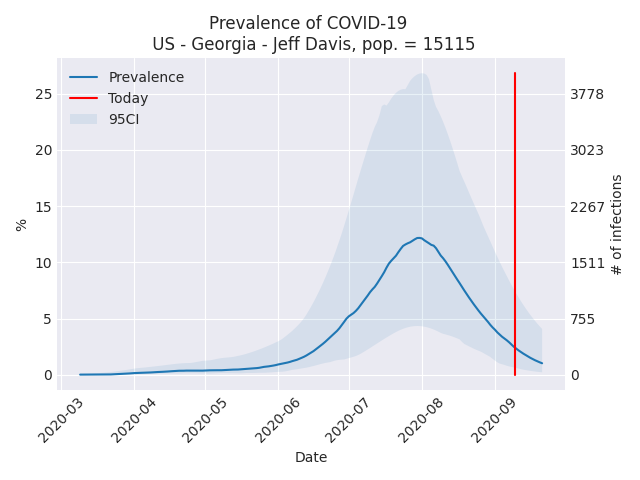 Prevalence of COVID-19
US - Georgia - Jeff Davis, pop. = 15115
Prevalence
Today
95CI
%
25
20
15
10
5
0
3778
3023
2267
1511
755
0
# of infections
2020-03
2020-04
2020-05
2020-06
2020-07
2020-08
2020-09
Date